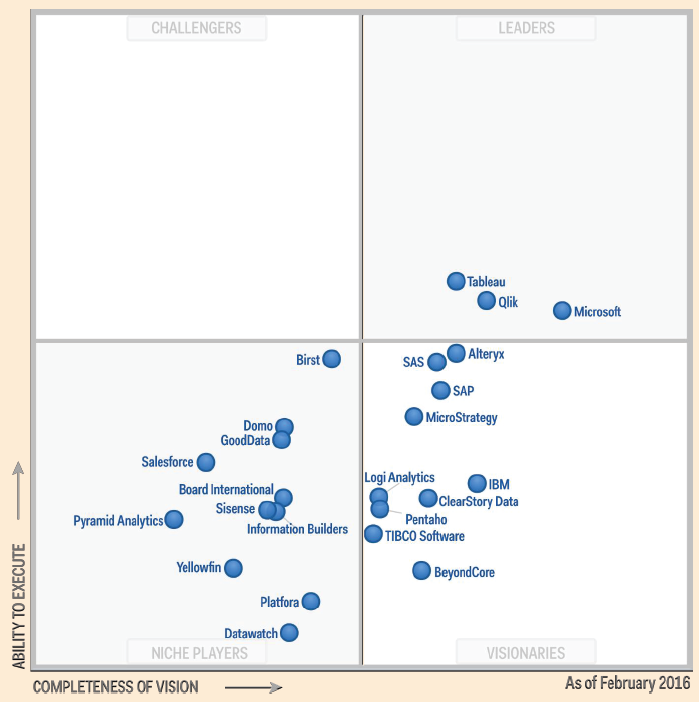 CHALLENGERS
LEADERS
Tableau
Qlik
Microsoft
Birst
Alteryx
SAS
SAP
MicroStrategy
Domo
GoodData
Salesforce
Board International
Sisense
Information Builders
Pyramid Analytics
Yellowfin
Platfora
Datawatch
Logi Analytics
IBM
ClearStory Data
Pentaho
TIBCO Software
BeyondCore
NICHE PLAYERS
VISIONARIES
ABILITY TO EXECUTE
COMPLETENESS OF VISION
As of February 2016